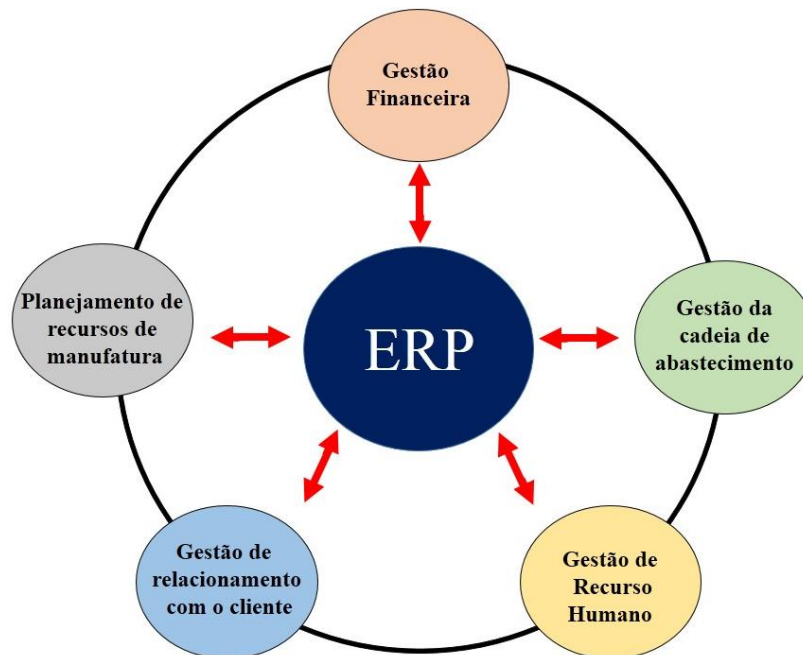 Gestão
Financeira
Planejamento de
recursos de
manufatura
ERP
Gestão da
cadeia de
abastecimento
Gestão de
relacionamento
com o cliente
Gestão de
Recurso
Humano